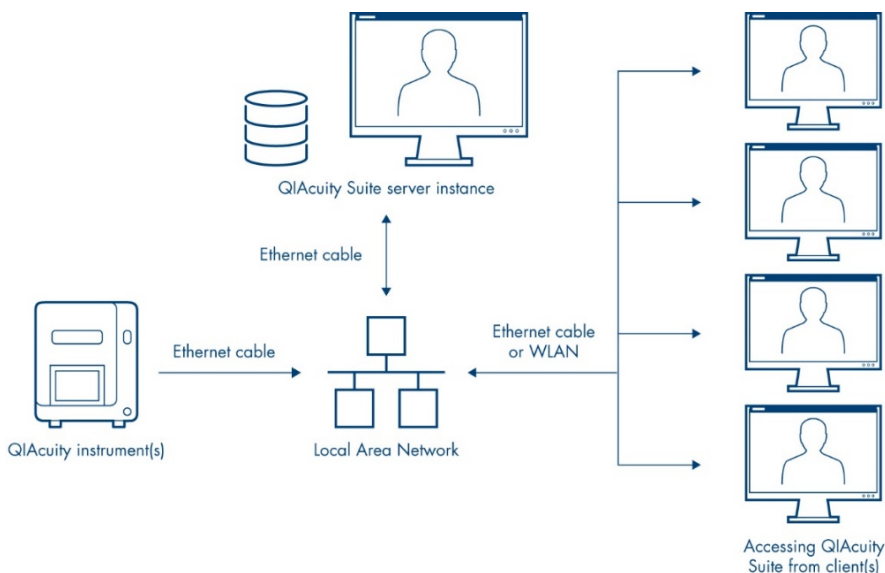 QIAcuity Suite server instance
Ethernet cable
Ethernet cable
Ethernet cable
or WLAN
QIAcuity instrument(s)
Local Area Network
Accessing QIAcuity
Suite from client(s)